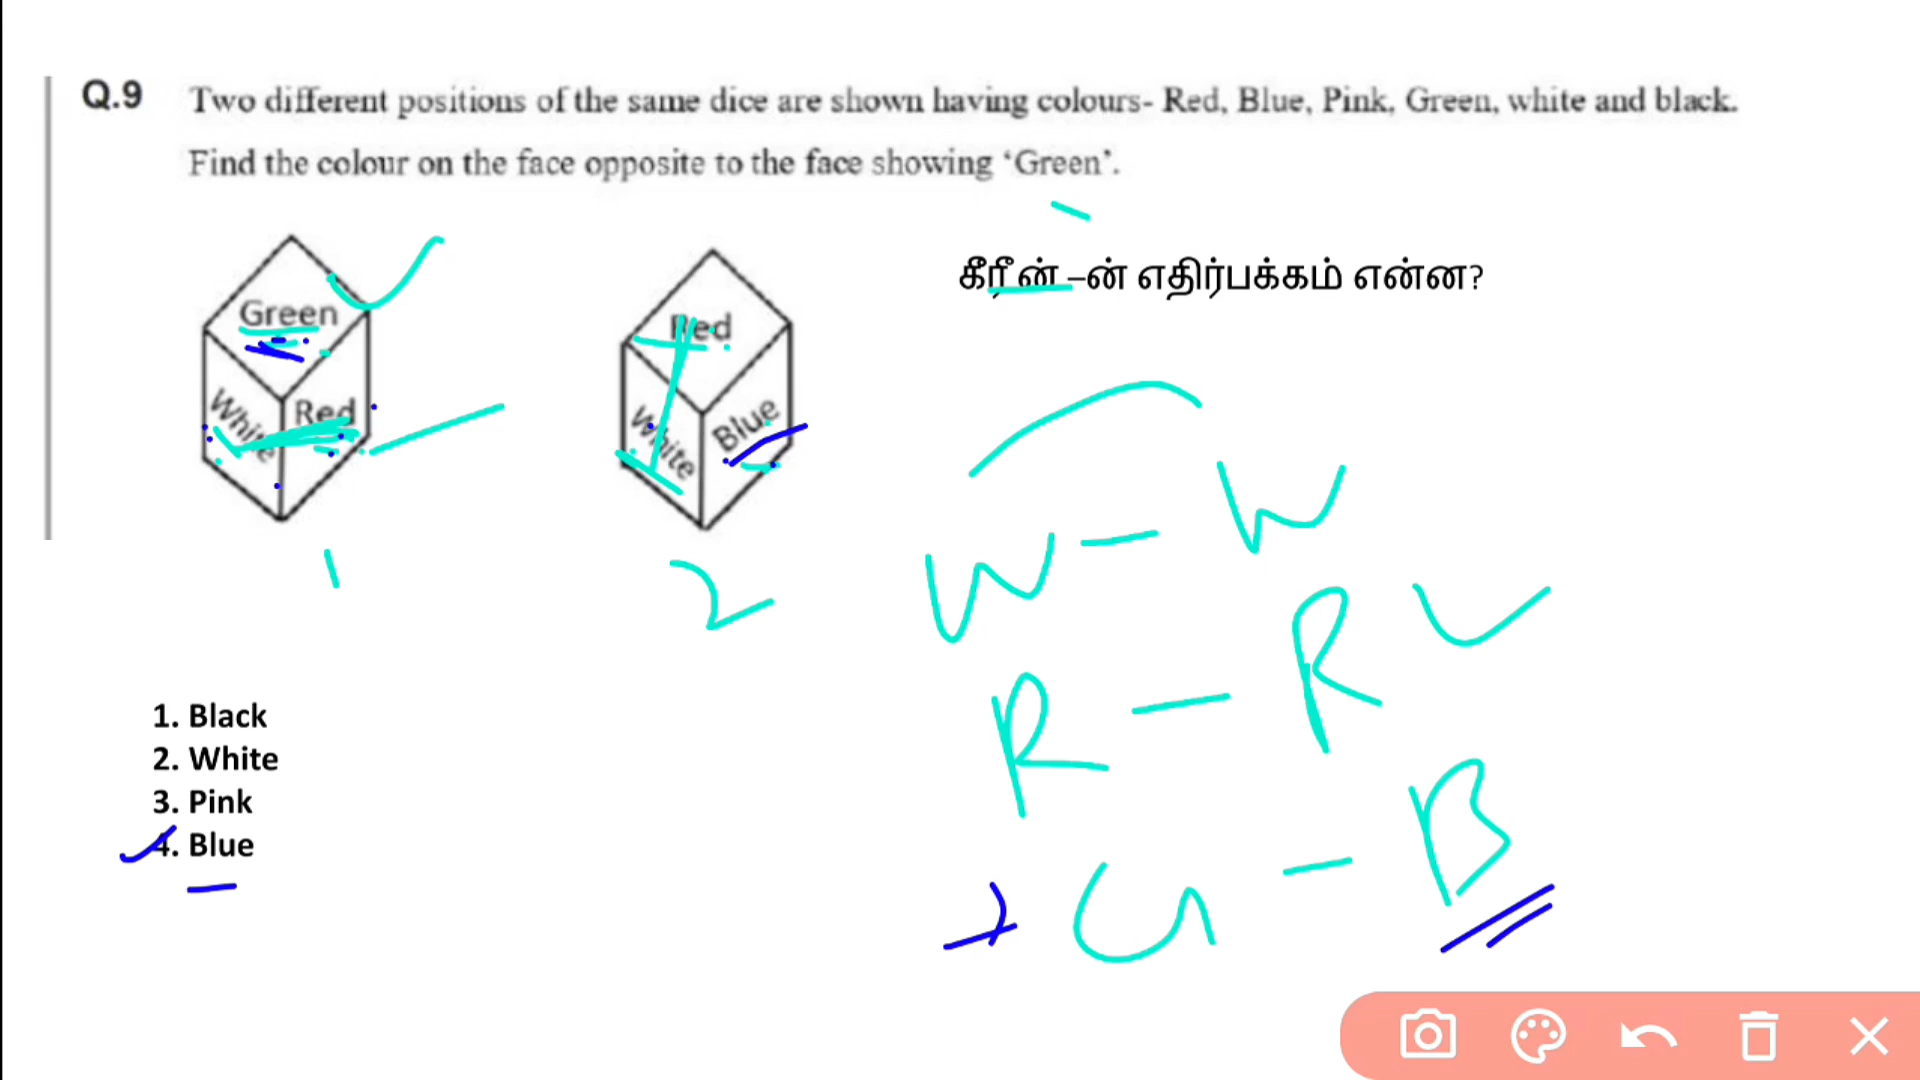 Q.9 Two different positions of the same dice are shown having colours- Red, Blue, Pink, Green, white and black.
Find the colour on the face opposite to the face showing ‘Green’.
கீரீன் –ன் எதிர்பக்கம் என்ன?
Green
White
Red
Red
White
Blue
1
2
W - W
R - R
G - B
1. Black
2. White
3. Pink
4. Blue